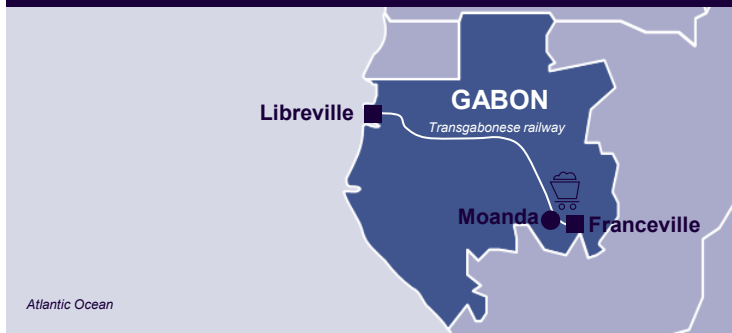 GABON
Libreville
Transgabonese railway
Moanda
Franceville
Atlantic Ocean